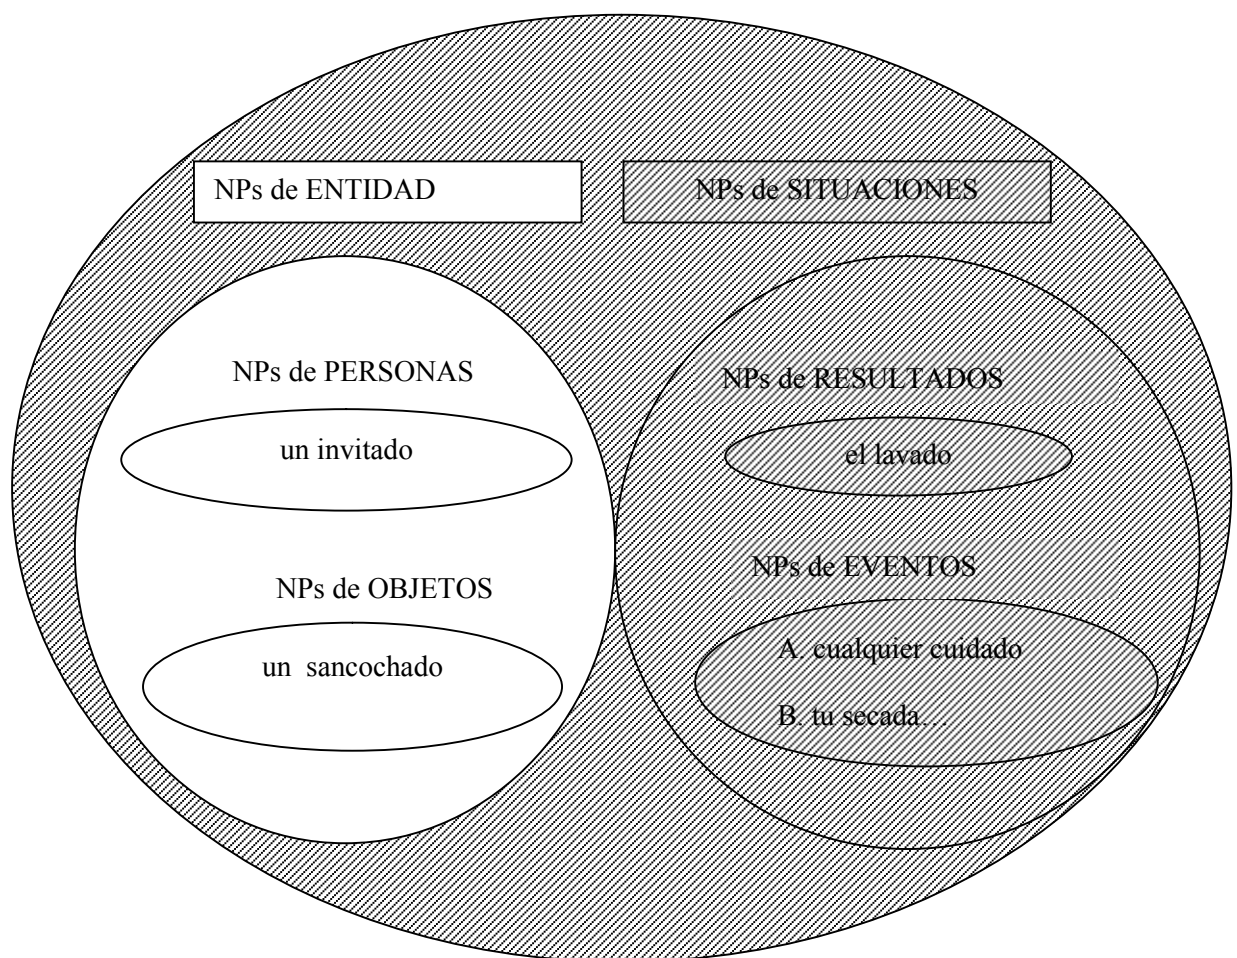 NPs de ENTIDAD
NPs de SITUACIONES
NPs de PERSONAS
un invitado
NPs de OBJETOS
un sancochado
NPs de RESULTADOS
el lavado
NPs de EVENTOS
A. cualquier cuidado
B. tu secada…